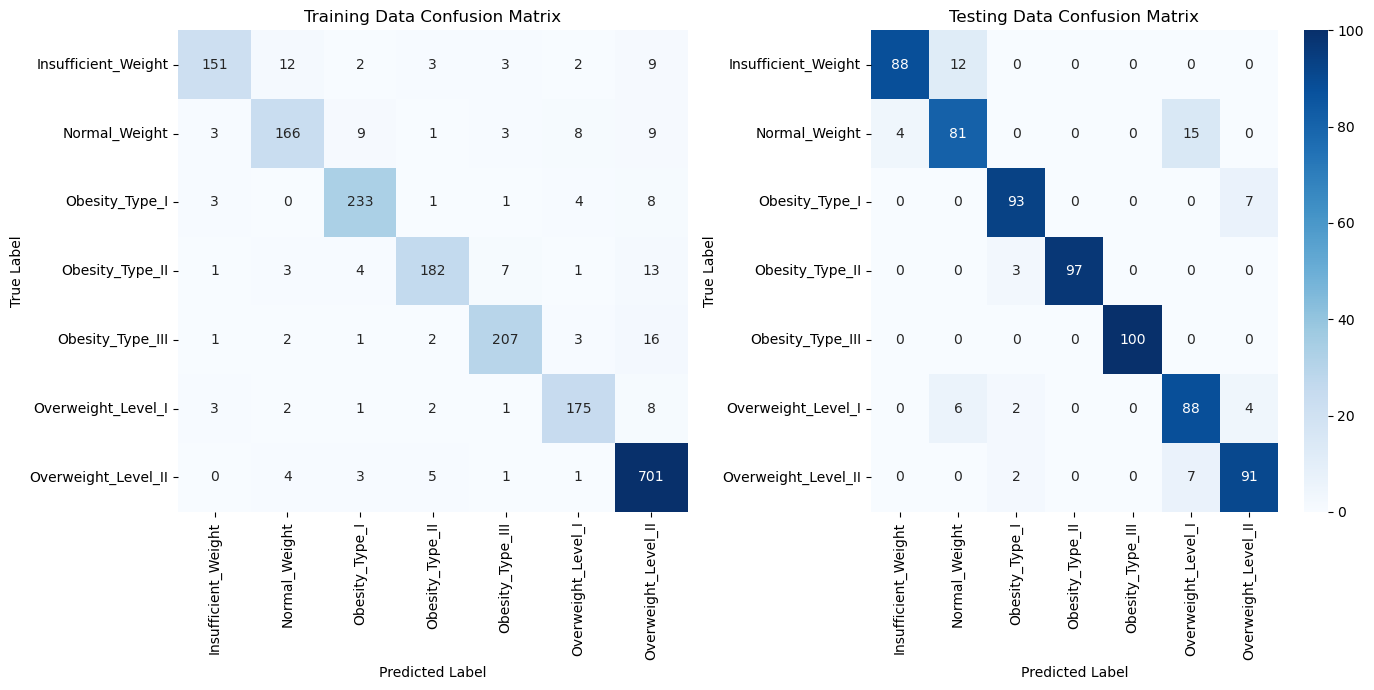 Training Data Confusion Matrix
True Label
Insufficient_Weight 151 12 2 3 3 2 9
Normal_Weight 3 166 9 1 3 8 9
Obesity_Type_I 3 0 233 1 1 4 8
Obesity_Type_II 1 3 4 182 7 1 13
Obesity_Type_III 1 2 1 2 207 3 16
Overweight_Level_I 3 2 1 2 1 175 8
Overweight_Level_II 0 4 3 5 1 1 701
Insufficient_Weight
Normal_Weight
Obesity_Type_I
Obesity_Type_II
Obesity_Type_III
Overweight_Level_I
Overweight_Level_II
Predicted Label
Testing Data Confusion Matrix
True Label
Insufficient_Weight 88 12 0 0 0 0 0
Normal_Weight 4 81 0 0 0 15 0
Obesity_Type_I 0 0 93 0 0 0 7
Obesity_Type_II 0 0 3 97 0 0 0
Obesity_Type_III 0 0 0 0 100 0 0
Overweight_Level_I 0 6 2 0 0 88 4
Overweight_Level_II 0 0 2 0 0 7 91
Insufficient_Weight
Normal_Weight
Obesity_Type_I
Obesity_Type_II
Obesity_Type_III
Overweight_Level_I
Overweight_Level_II
Predicted Label
100
80
60
40
20
0